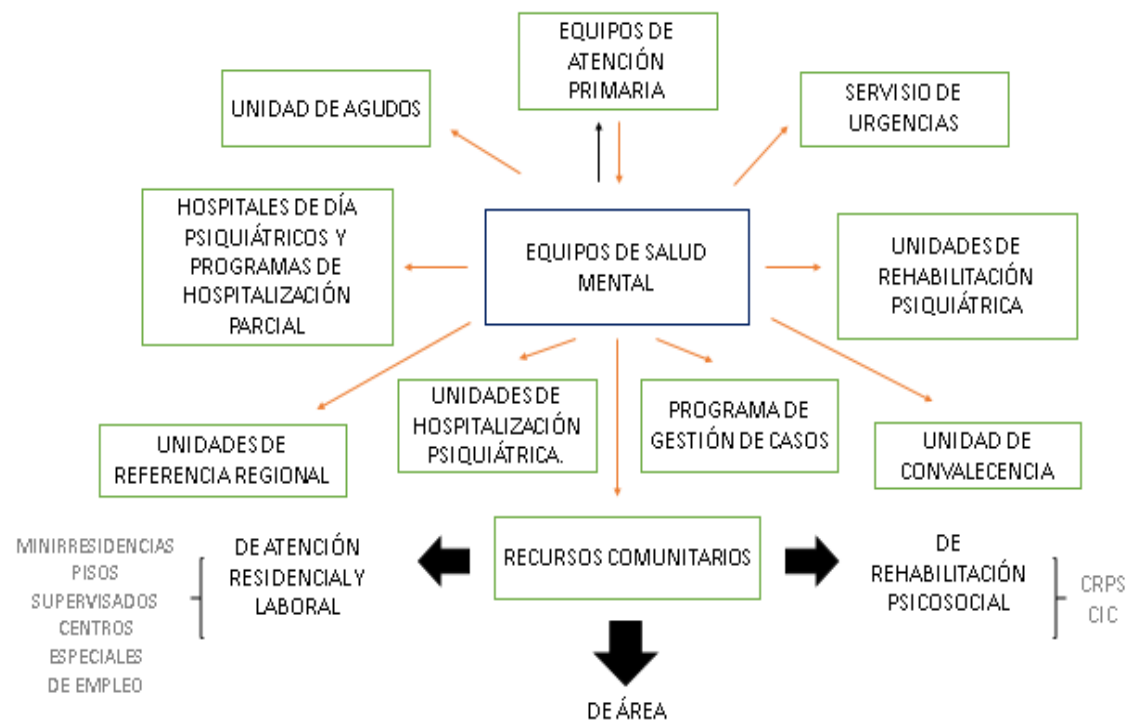 EQUIPOS DE
ATENCIÓN
PRIMARIA
UNIDAD DE AGUDOS
SERVISIO DE
URGENCIAS
HOSPITALES DE DÍA
PSIQUIÁTRICOS Y
PROGRAMAS DE
HOSPITALIZACIÓN
PARCIAL
EQUIPOS DE SALUD
MENTAL
UNIDADES DE
REHABILITACIÓN
PSIQUIÁTRICA
UNIDADES DE
REFERENCIA REGIONAL
UNIDADES DE
HOSPITALIZACIÓN
PSIQUIÁTRICA.
PROGRAMA DE
GESTIÓN DE CASOS
UNIDAD DE
CONVALECENCIA
MINIRRESIDENCIAS
PISOS
SUPERVISADOS
CENTROS
ESPECIALES
DE EMPLEO
DE ATENCIÓN
RESIDENCIAL Y
LABORAL
RECURSOS COMUNITARIOS
DE
REHABILITACIÓN
PSICOSOCIAL
CRPS
CIC
DE ÁREA